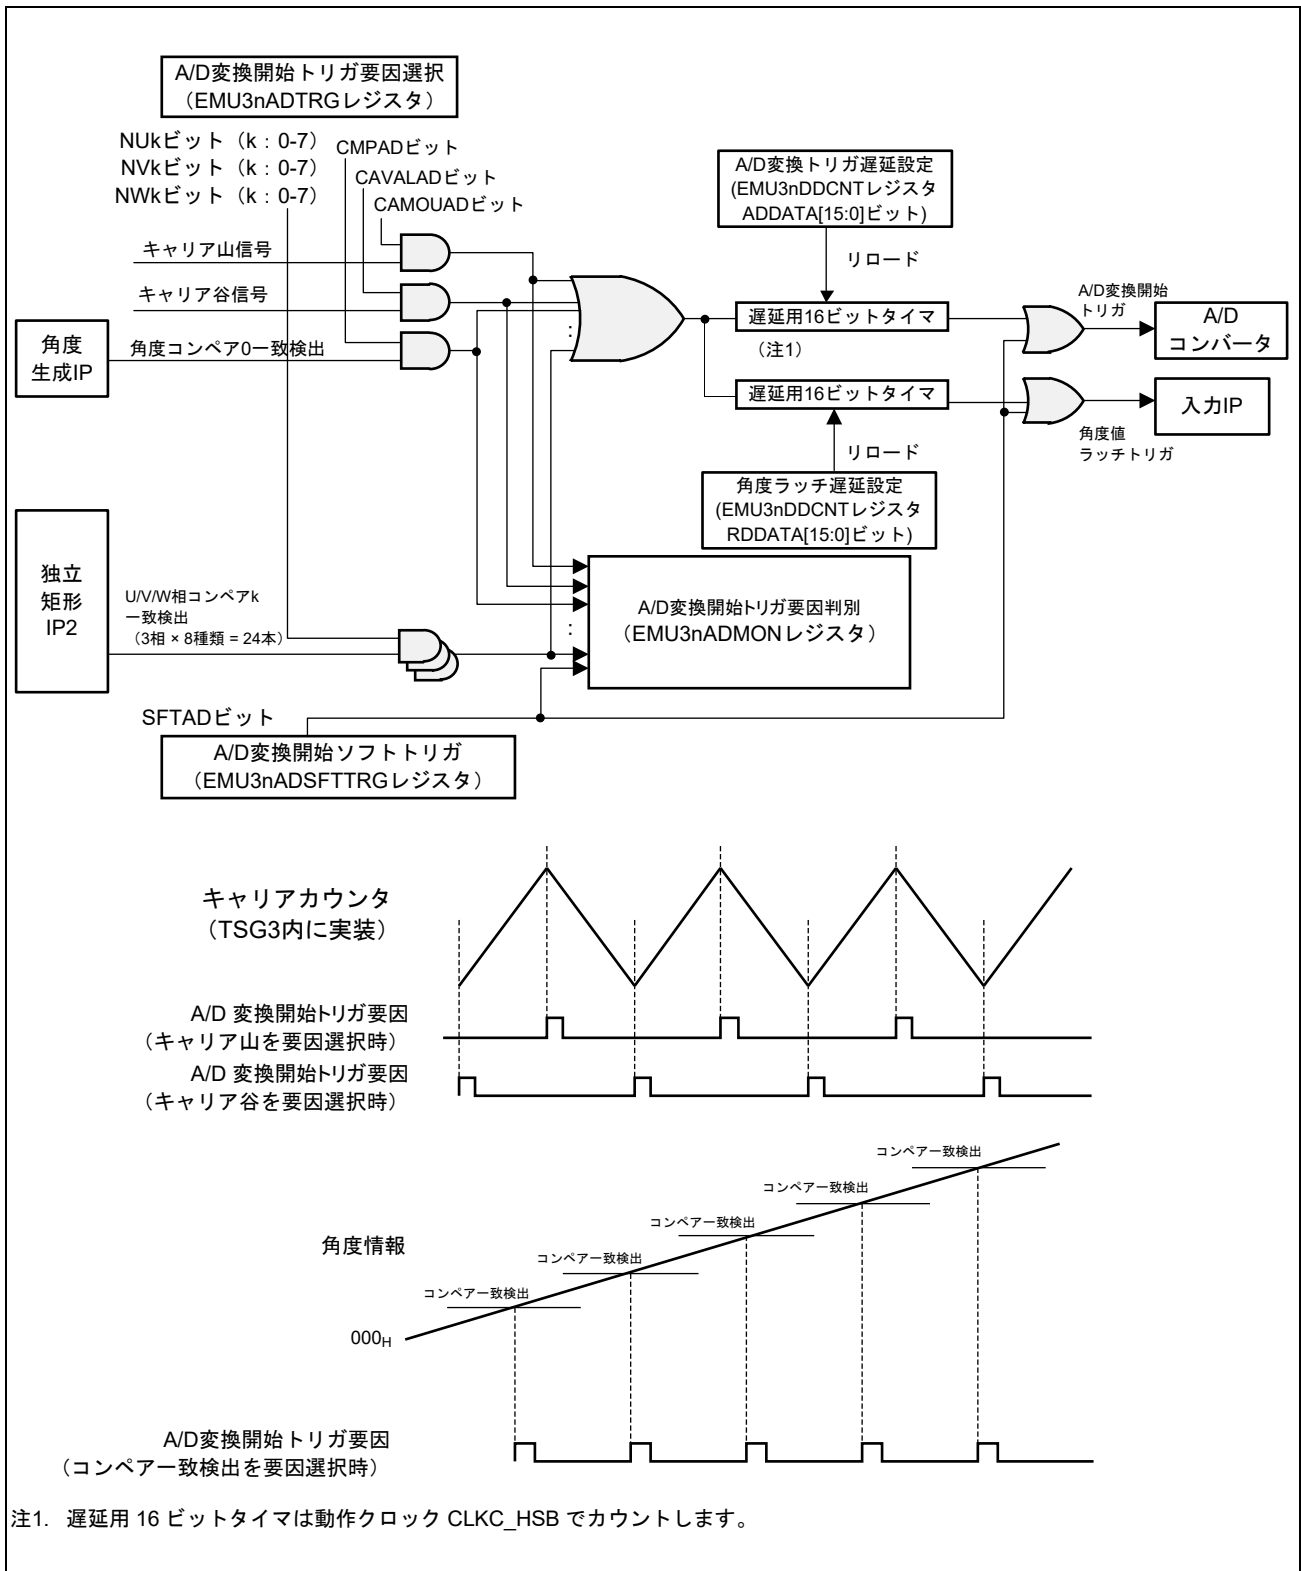 A/D変換開始トリガ要因選択
（EMU3nADTRGレジスタ）
NUkビット（k：0-7）
NVkビット（k：0-7）
NWkビット（k：0-7）
CMPADビット
CAVALADビット
CAMOUADビット
キャリア山信号
キャリア谷信号
角度
生成IP
角度コンペア0一致検出
A/D変換トリガ遅延設定
(EMU3nDDCNTレジスタ
ADDATA[15:0]ビット)
リロード
遅延用16ビットタイマ
（注1）
遅延用16ビットタイマ
リロード
角度ラッチ遅延設定
(EMU3nDDCNTレジスタ
RDDATA[15:0]ビット)
A/D変換開始
トリガ
A/D
コンバータ
入力IP
角度値
ラッチトリガ
：
独立
矩形
IP2
U/V/W相コンペアk
一致検出
（3相 × 8種類 = 24本）
：
A/D変換開始トリガ要因判別
（EMU3nADMONレジスタ）
SFTADビット
A/D変換開始ソフトトリガ
（EMU3nADSFTTRGレジスタ）
キャリアカウンタ
（TSG3内に実装）
A/D 変換開始トリガ要因
（キャリア山を要因選択時）
A/D 変換開始トリガ要因
（キャリア谷を要因選択時）
コンペア一致検出
コンペア一致検出
コンペア一致検出
コンペア一致検出
コンペア一致検出
角度情報
000H
A/D変換開始トリガ要因
（コンペア一致検出を要因選択時）
注1. 遅延用 16 ビットタイマは動作クロック CLKC_HSB でカウントします。